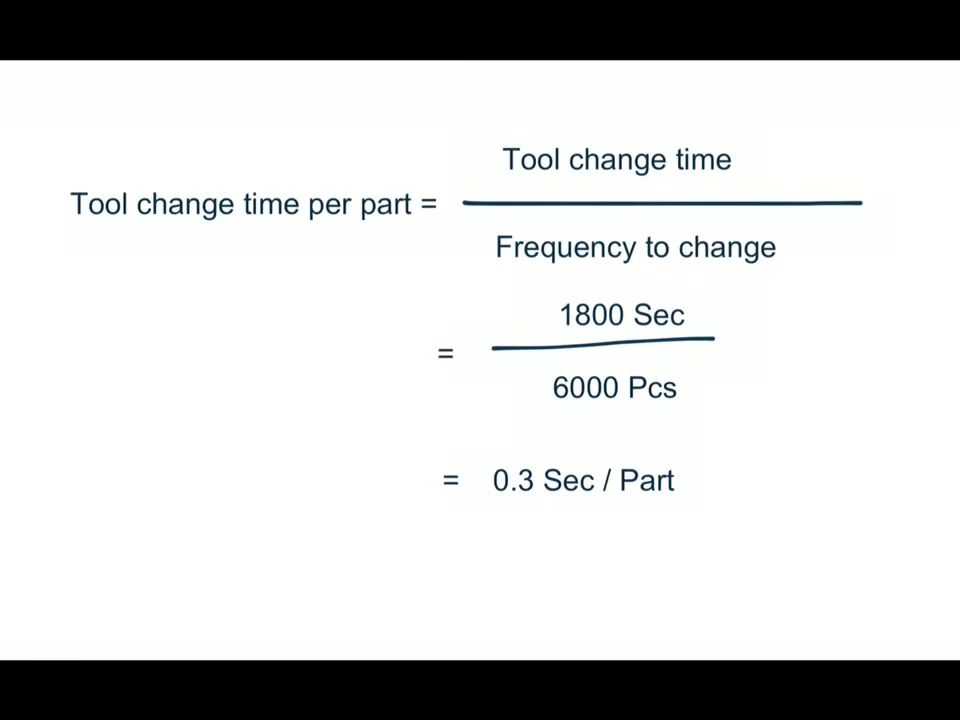 Tool change time
Tool change time per part =
Frequency to change
1800 Sec
=
6000 Pcs
= 0.3 Sec / Part